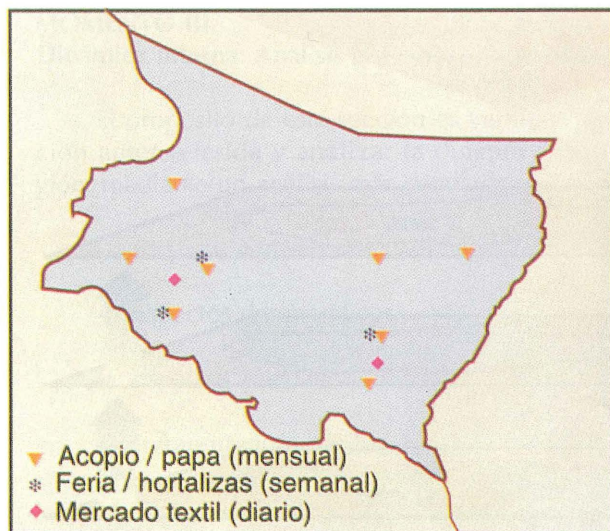 Acopio / papa (mensual)
Feria / hortalizas (semanal)
Mercado textil (diario)